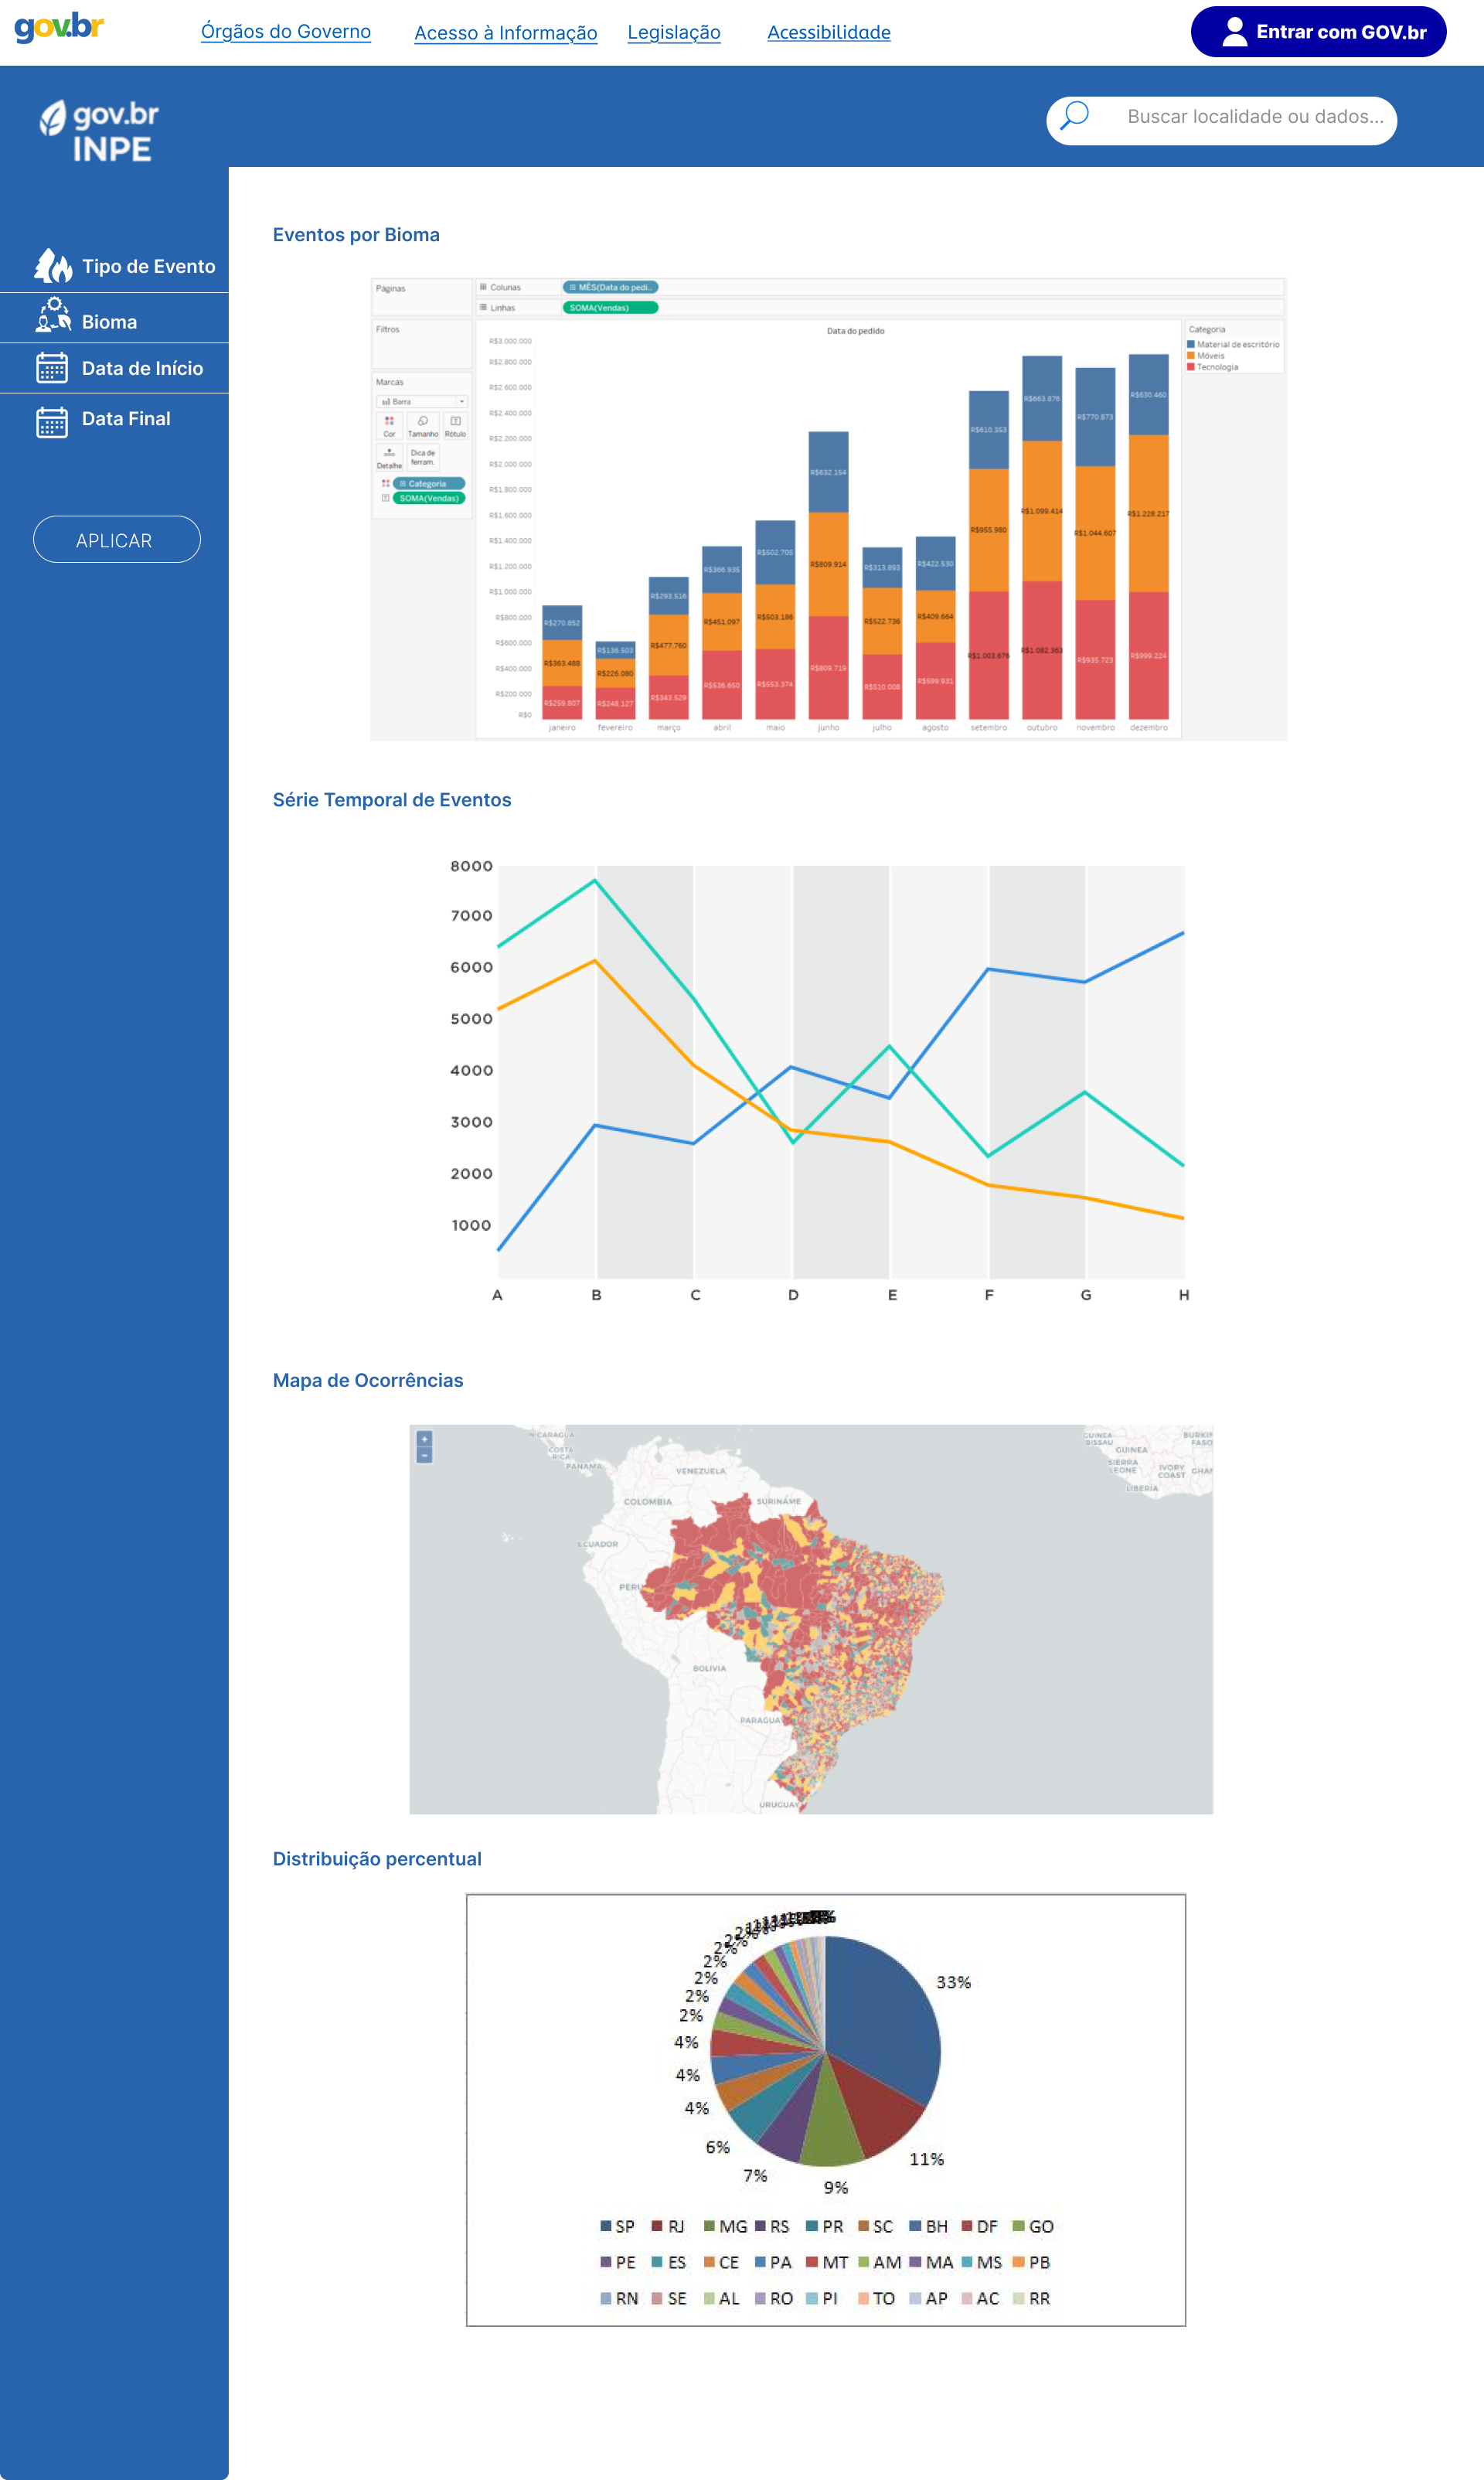 gov.br
Órgãos do Governo
Acesso à Informação
Legislação
Acessibilidade
Entrar com GOV.br
gov.br
INPE
Buscar localidade ou dados...
Tipo de Evento
Bioma
Data de Início
Data Final
APLICAR
Eventos por Bioma
Páginas
Colunas
MÊS(Data do pedi..
Linhas
SOMA(Vendas)
Filtros
Marcas
Barra
Cor
Tamanho
Rótulo
Detalhe
Dica de
ferram.
Categoria
SOMA(Vendas)
Data do pedido
Categoria
Material de escritório
Móveis
Tecnologia
R$3.000.000
R$2.800.000
R$2.600.000
R$2.400.000
R$2.200.000
R$2.000.000
R$1.800.000
R$1.600.000
R$1.400.000
R$1.200.000
R$1.000.000
R$800.000
R$600.000
R$400.000
R$200.000
R$0
R$270.852
R$363.488
R$259.807
R$136.503
R$226.080
R$248.127
R$293.516
R$477.760
R$343.529
R$366.935
R$451.097
R$536.650
R$502.705
R$503.186
R$553.374
R$632.154
R$809.914
R$809.719
R$313.893
R$522.736
R$510.008
R$422.530
R$409.664
R$599.931
R$610.353
R$955.980
R$1.003.676
R$663.876
R$1.099.414
R$1.082.363
R$770.873
R$1.044.607
R$935.723
R$630.460
R$1.228.217
R$999.224
janeiro fevereiro março abril maio junho julho agosto setembro outubro novembro dezembro
Série Temporal de Eventos
8000
7000
6000
5000
4000
3000
2000
1000
A B C D E F G H
Mapa de Ocorrências
+
-
NICARAGUA
COSTA
RICA
PANAMA
VENEZUELA
COLOMBIA
SURINAME
ECUADOR
PERU
BOLIVIA
PARAGUAY
URUGUAY
GUINEA
BISSAU
GUINEA
SIERRA
LEONE
LIBERIA
IVORY
COAST
BURKIN
FASO
GHAN
Distribuição percentual
33%
11%
9%
7%
6%
4%
4%
4%
2%
2%
2%
2%
2%
SP RJ MG RS PR SC BH DF GO
PE ES CE PA MT AM MA MS PB
RN SE AL RO PI TO AP AC RR